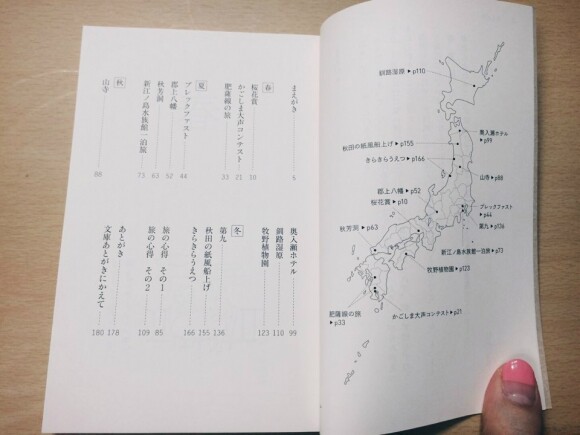 まえがき 5
春
桜花賞 10
かごしま大声コンテスト 21
肥薩線の旅 33
夏
ブレックファスト 44
郡上八幡 52
秋芳洞 63
新江ノ島水族館一泊旅 73
秋
山寺 88
奥入瀬ホテル 99
釧路湿原 110
牧野植物園 123
冬
第九 136
秋田の紙風船上げ 155
きらきらうえつ 166
旅の心得 その1 85
旅の心得 その2 109
あとがき 178
文庫あとがきにかえて 180
釧路湿原▶p110
奥入瀬ホテル
▶p99
秋田の紙風船上げ▶p155
きらきらうえつ▶p166
山寺▶p88
郡上八幡▶p52
桜花賞▶p10
ブレックファスト
▶p44
第九▶p136
秋芳洞▶p63
新江ノ島水族館一泊旅▶p73
牧野植物園▶p123
肥薩線の旅
▶p33
かごしま大声コンテスト▶p21